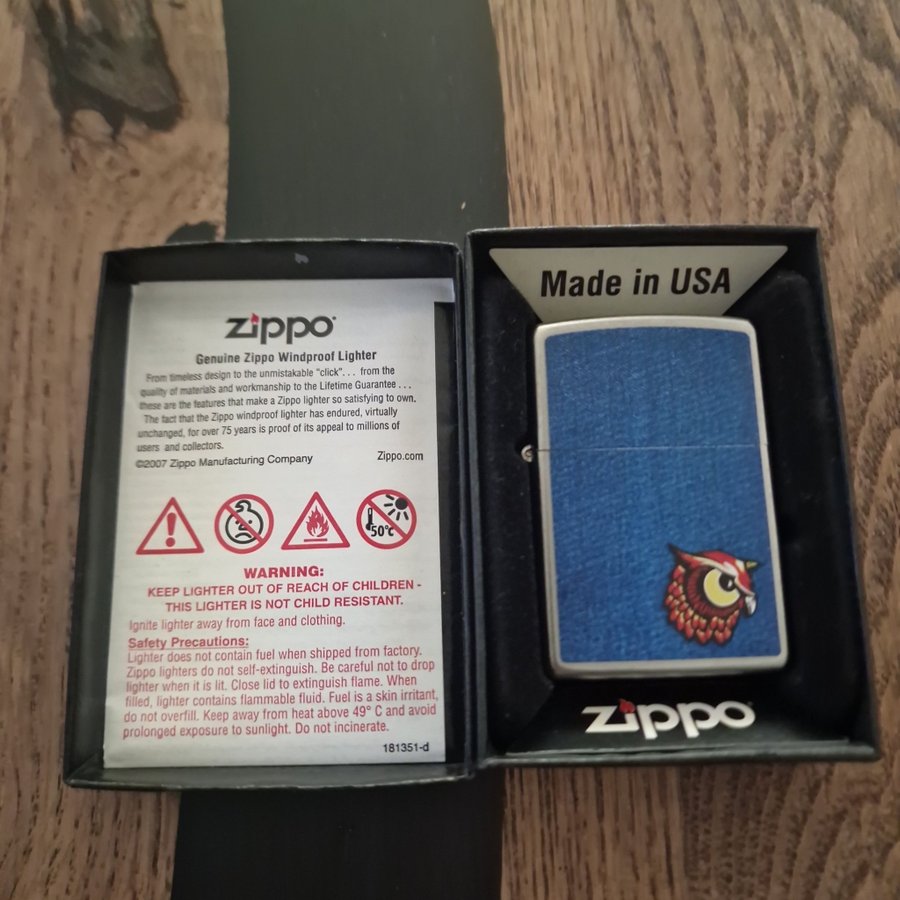 zippo
Genuine Zippo Windproof Lighter
From timeless design to the unmistakable "click". . . from the
quality of materials and workmanship to the Lifetime Guarantee . . .
these are the features that make a Zippo lighter so satisfying to own.
The fact that the Zippo windproof lighter has endured, virtually
unchanged, for over 75 years is proof of its appeal to millions of
users and collectors.
©2007 Zippo Manufacturing Company Zippo.com
50°C
WARNING:
KEEP LIGHTER OUT OF REACH OF CHILDREN -
THIS LIGHTER IS NOT CHILD RESISTANT.
Ignite lighter away from face and clothing.
Safety Precautions:
Lighter does not contain fuel when shipped from factory.
Zippo lighters do not self-extinguish. Be careful not to drop
lighter when it is lit. Close lid to extinguish flame. When
filled, lighter contains flammable fluid. Fuel is a skin irritant,
do not overfill. Keep away from heat above 49° C and avoid
prolonged exposure to sunlight. Do not incinerate.
181351-d
Made in USA
zippo